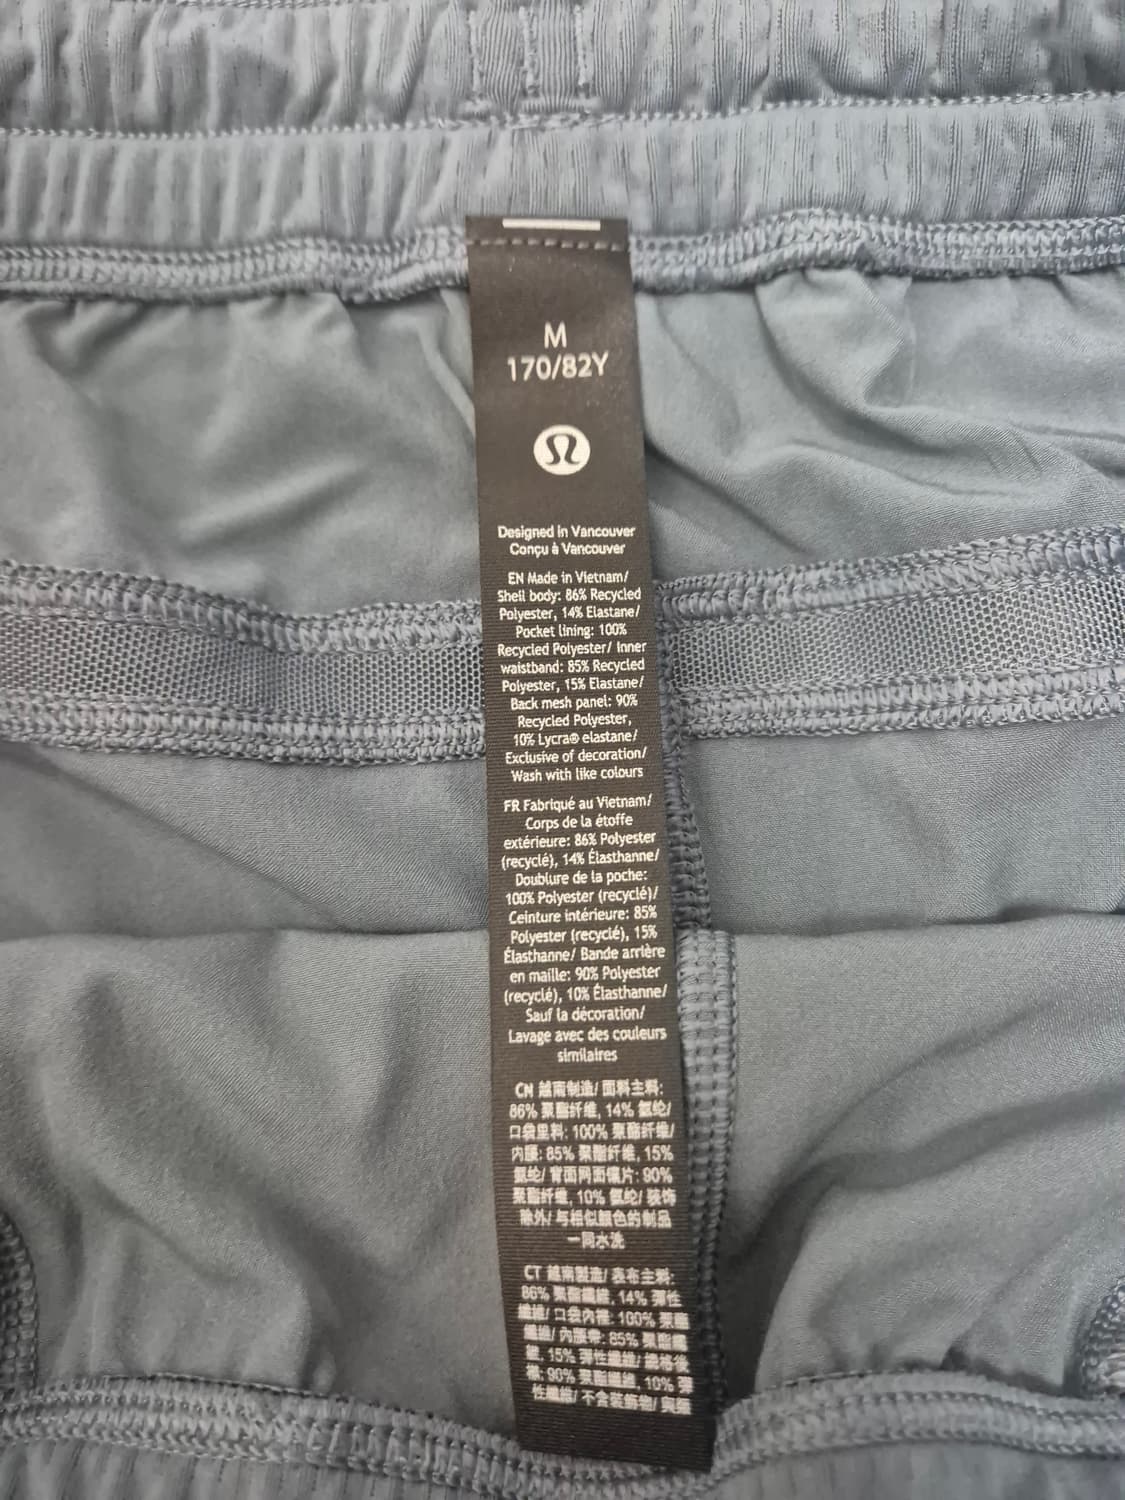 M
170/82Y
Designed in Vancouver
Conçu à Vancouver
EN Made in Vietnam/
Shell body: 86% Recycled
Polyester, 14% Elastane/
Pocket lining: 100%
Recycled Polyester/ Inner
waistband: 85% Recycled
Polyester, 15% Elastane/
Back mesh panel: 90%
Recycled Polyester,
10% Lycra® elastane/
Exclusive of decoration/
Wash with like colours
FR Fabriqué au Vietnam/
Corps de la étoffe
extérieure: 86% Polyester
(recyclé), 14% Élasthanne/
Doublure de la poche:
100% Polyester (recyclé)/
Ceinture intérieure: 85%
Polyester (recyclé), 15%
Élasthanne/ Bande arrière
en maille: 90% Polyester
(recyclé), 10% Élasthanne/
Sauf la décoration/
Lavage avec des couleurs
similaires
CN 越南制造/ 面料主料:
86% 聚酯纤维, 14% 氨纶/
口袋里料: 100% 聚酯纤维/
内腰: 85% 聚酯纤维, 15%
氨纶/ 背面网面镶片: 90%
聚酯纤维, 10% 氨纶/ 装饰
除外/ 与相似颜色的制品
一同水洗
CT 越南製造/ 表布主料:
86% 聚酯纖維, 14% 彈性
纖維/ 口袋內裡: 100% 聚酯
纖維/ 內腰帶: 85% 聚酯纖
維, 15% 彈性纖維/
90% 聚酯纖維, 10% 彈
性纖維/ 不含裝飾物/